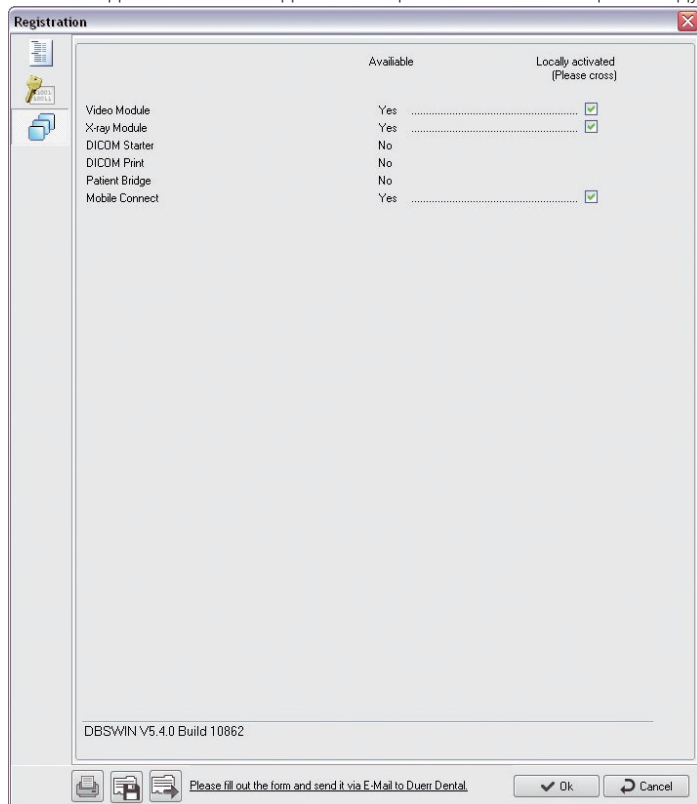 Registration
Availiable Locally activated
(Please cross)
Video Module Yes
X-ray Module Yes
DICOM Starter No
DICOM Print No
Patient Bridge No
Mobile Connect Yes
DBSWIN V5.4.0 Build 10862
Please fill out the form and send it via E-Mail to Duerr Dental.
Ok Cancel